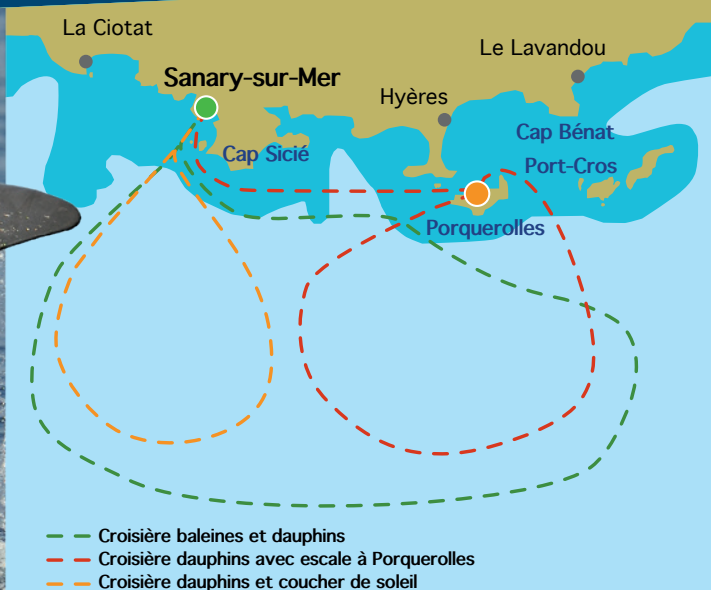 La Ciotat
Le Lavandou
Sanary-sur-Mer
Hyères
Cap Bénat
Cap Sicié
Port-Cros
Porquerolles
Croisière baleines et dauphins
Croisière dauphins avec escale à Porquerolles
Croisière dauphins et coucher de soleil